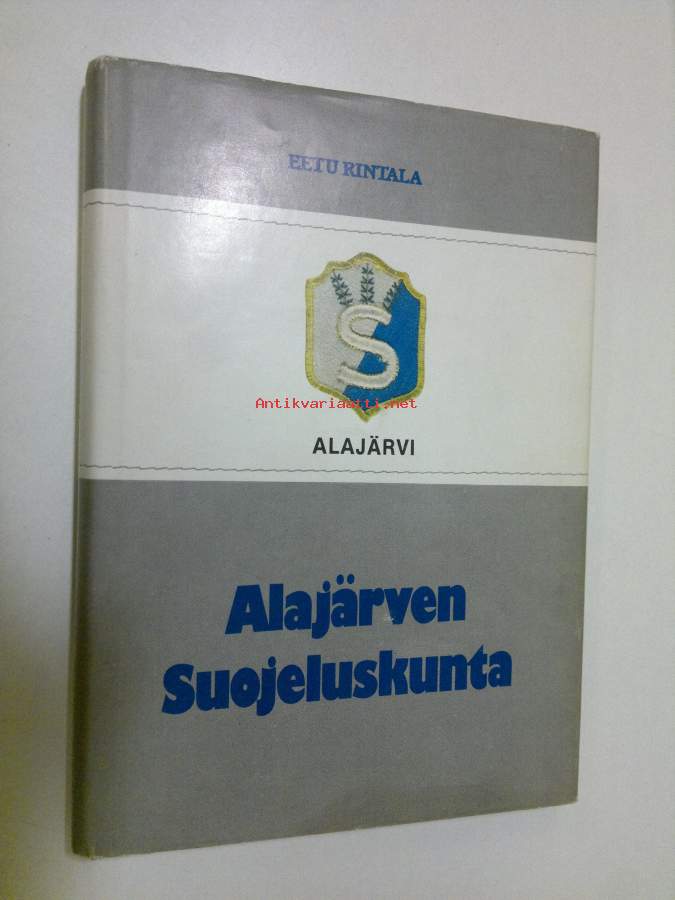 EETU RINTALA
S
Antikvariaatti.net
ALAJÄRVI
Alajärven
Suojeluskunta